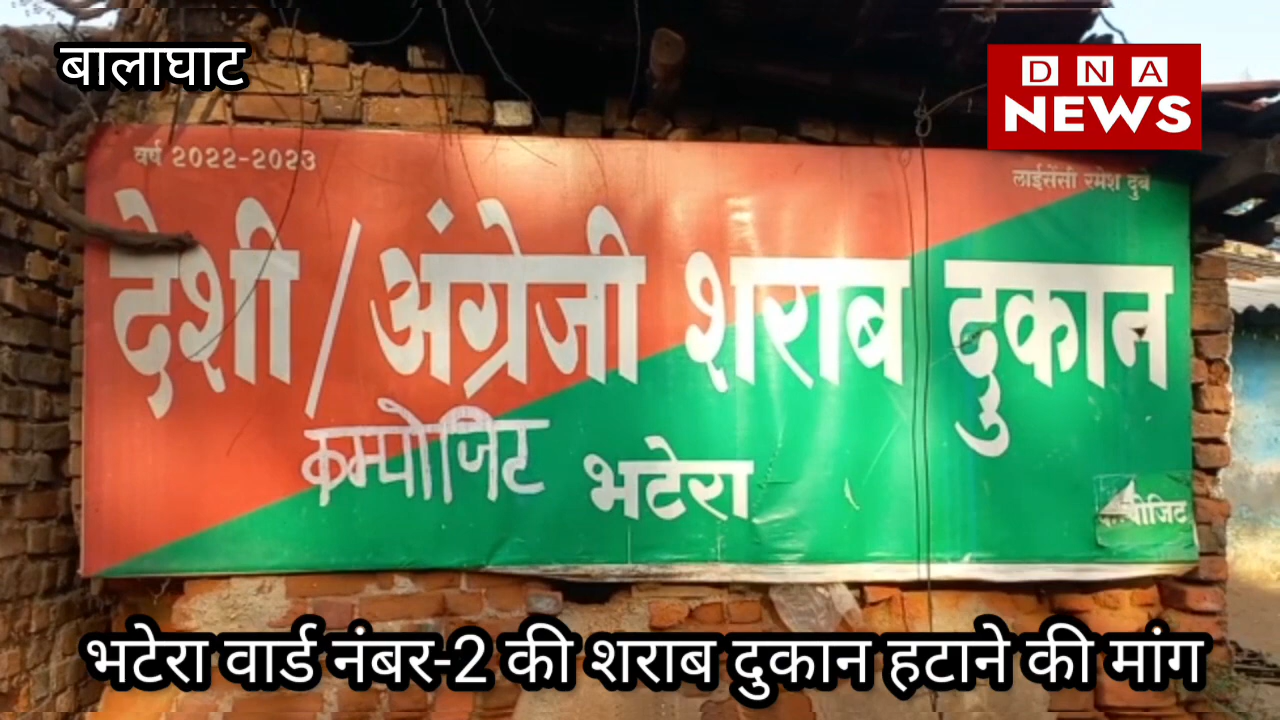 बालाघाट
DNA
NEWS
वर्ष 2022-2023
लाईसेंसी रमेश दुबे
देशी/अंग्रेजी शराब दुकान
कम्पोजिट
भटेरा
भटेरा वार्ड नंबर-2 की शराब दुकान हटाने की मांग